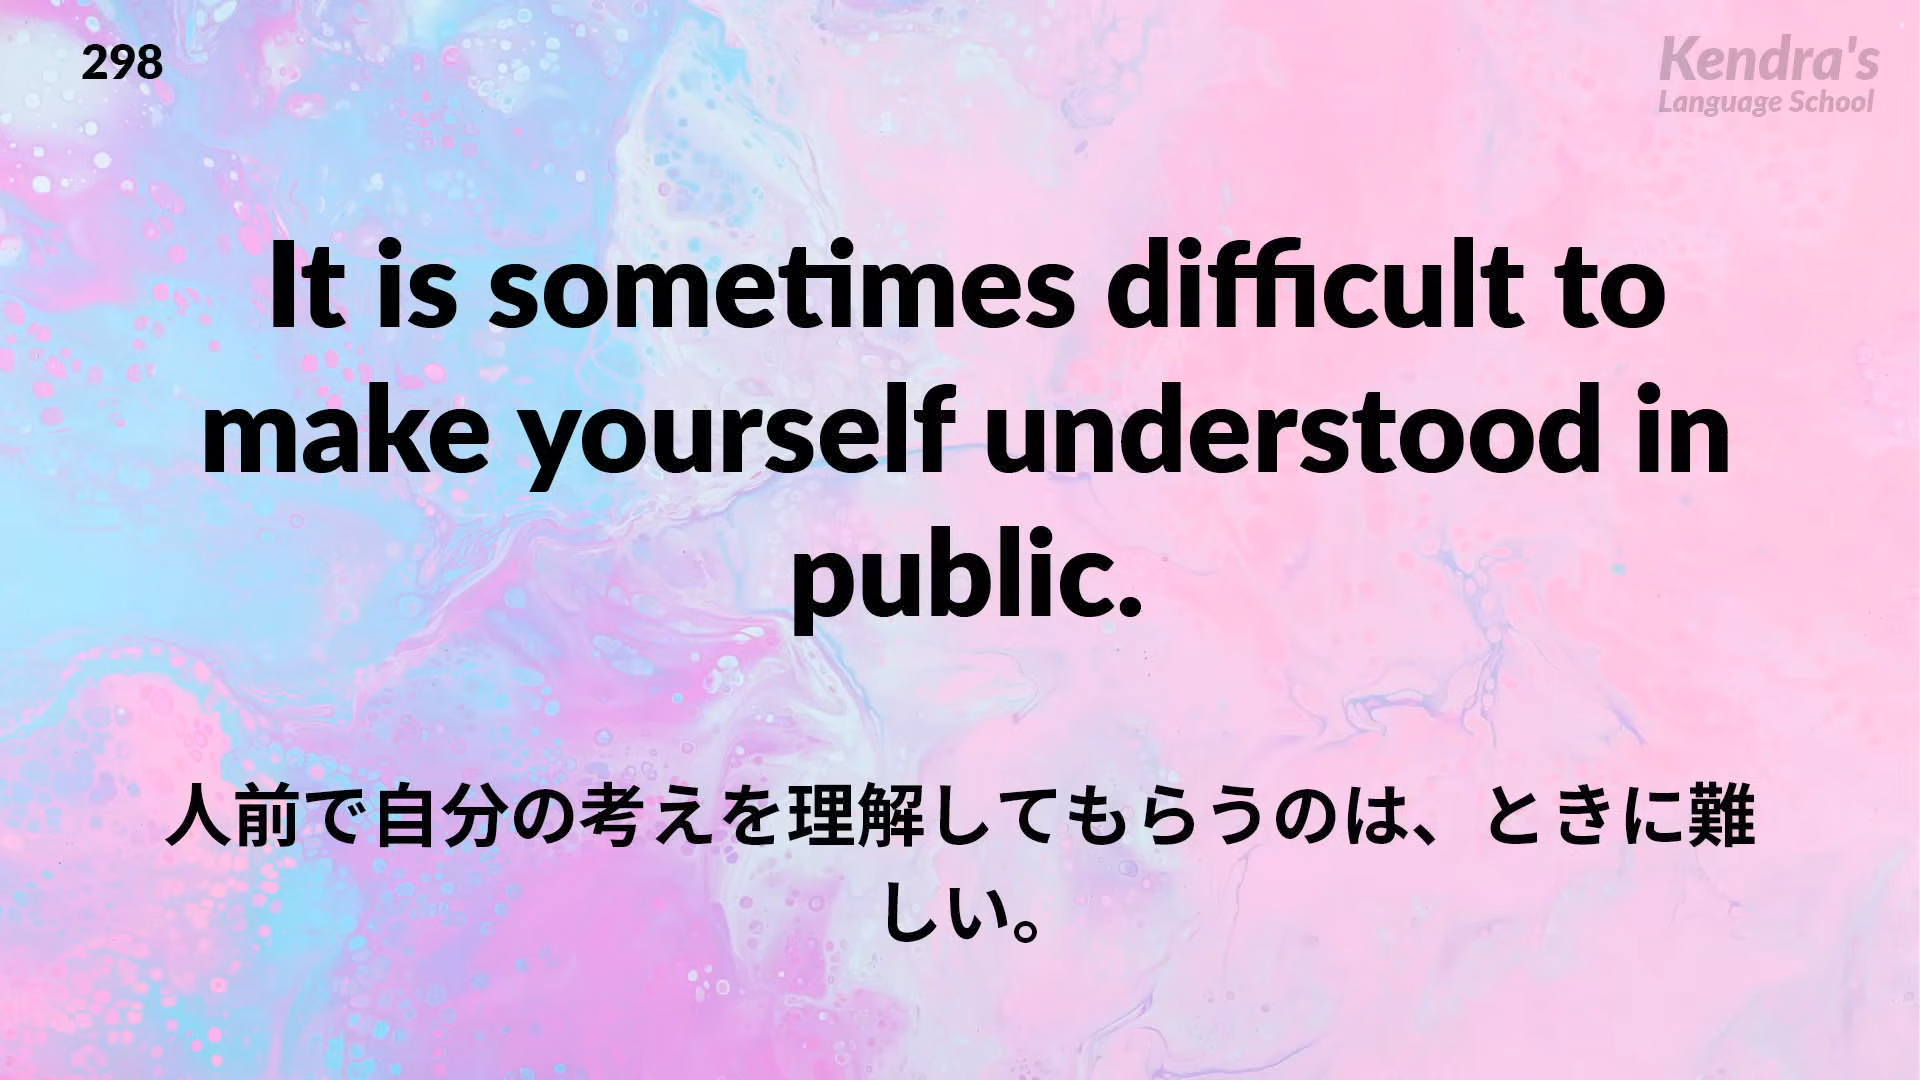 298
Kendra's
Language School
It is sometimes difficult to
make yourself understood in
public.
人前で自分の考えを理解してもらうのは、ときに難
しい。